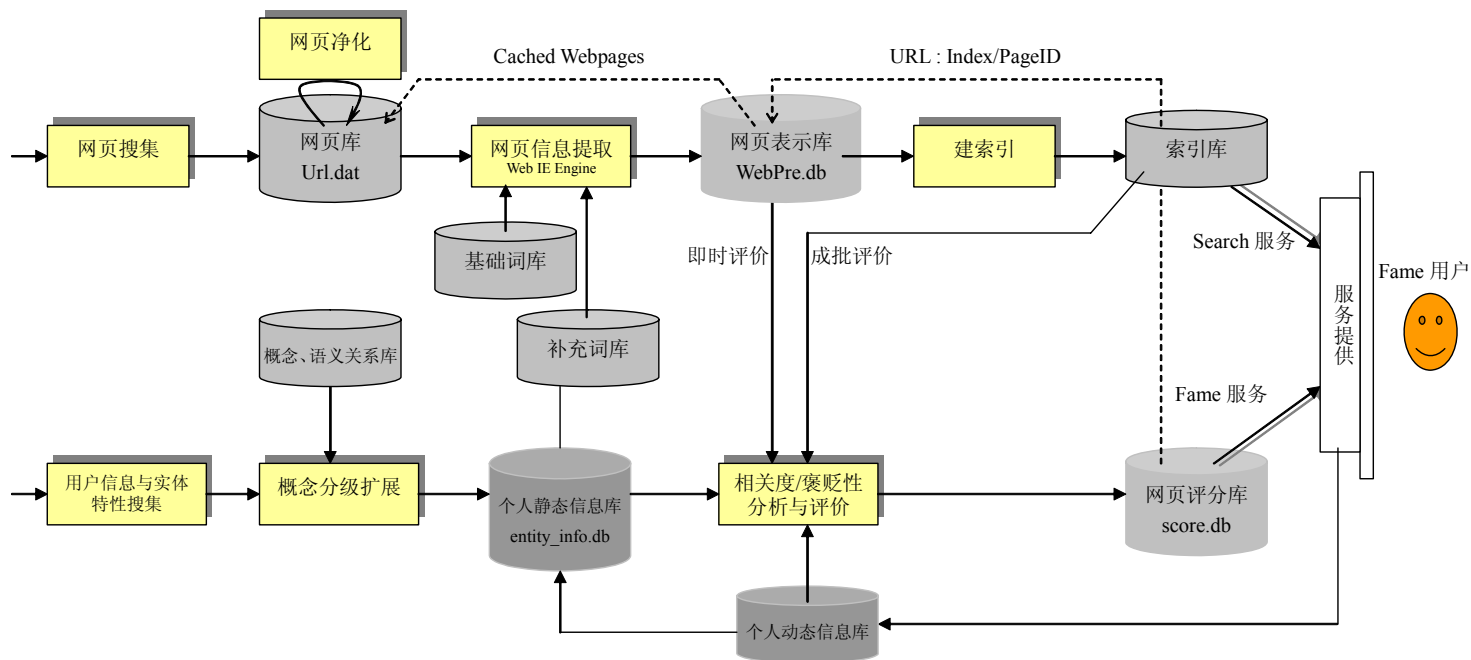 网页净化
Cached Webpages
URL : Index/PageID
网页搜集
网页库
Url.dat
网页信息提取
Web IE Engine
网页表示库
WebPre.db
建索引
索引库
基础词库
即时评价
成批评价
Search 服务
Fame 用户
服务提供
概念、语义关系库
补充词库
Fame 服务
用户信息与实体
特性搜集
概念分级扩展
个人静态信息库
entity_info.db
相关度/褒贬性
分析与评价
网页评分库
score.db
个人动态信息库